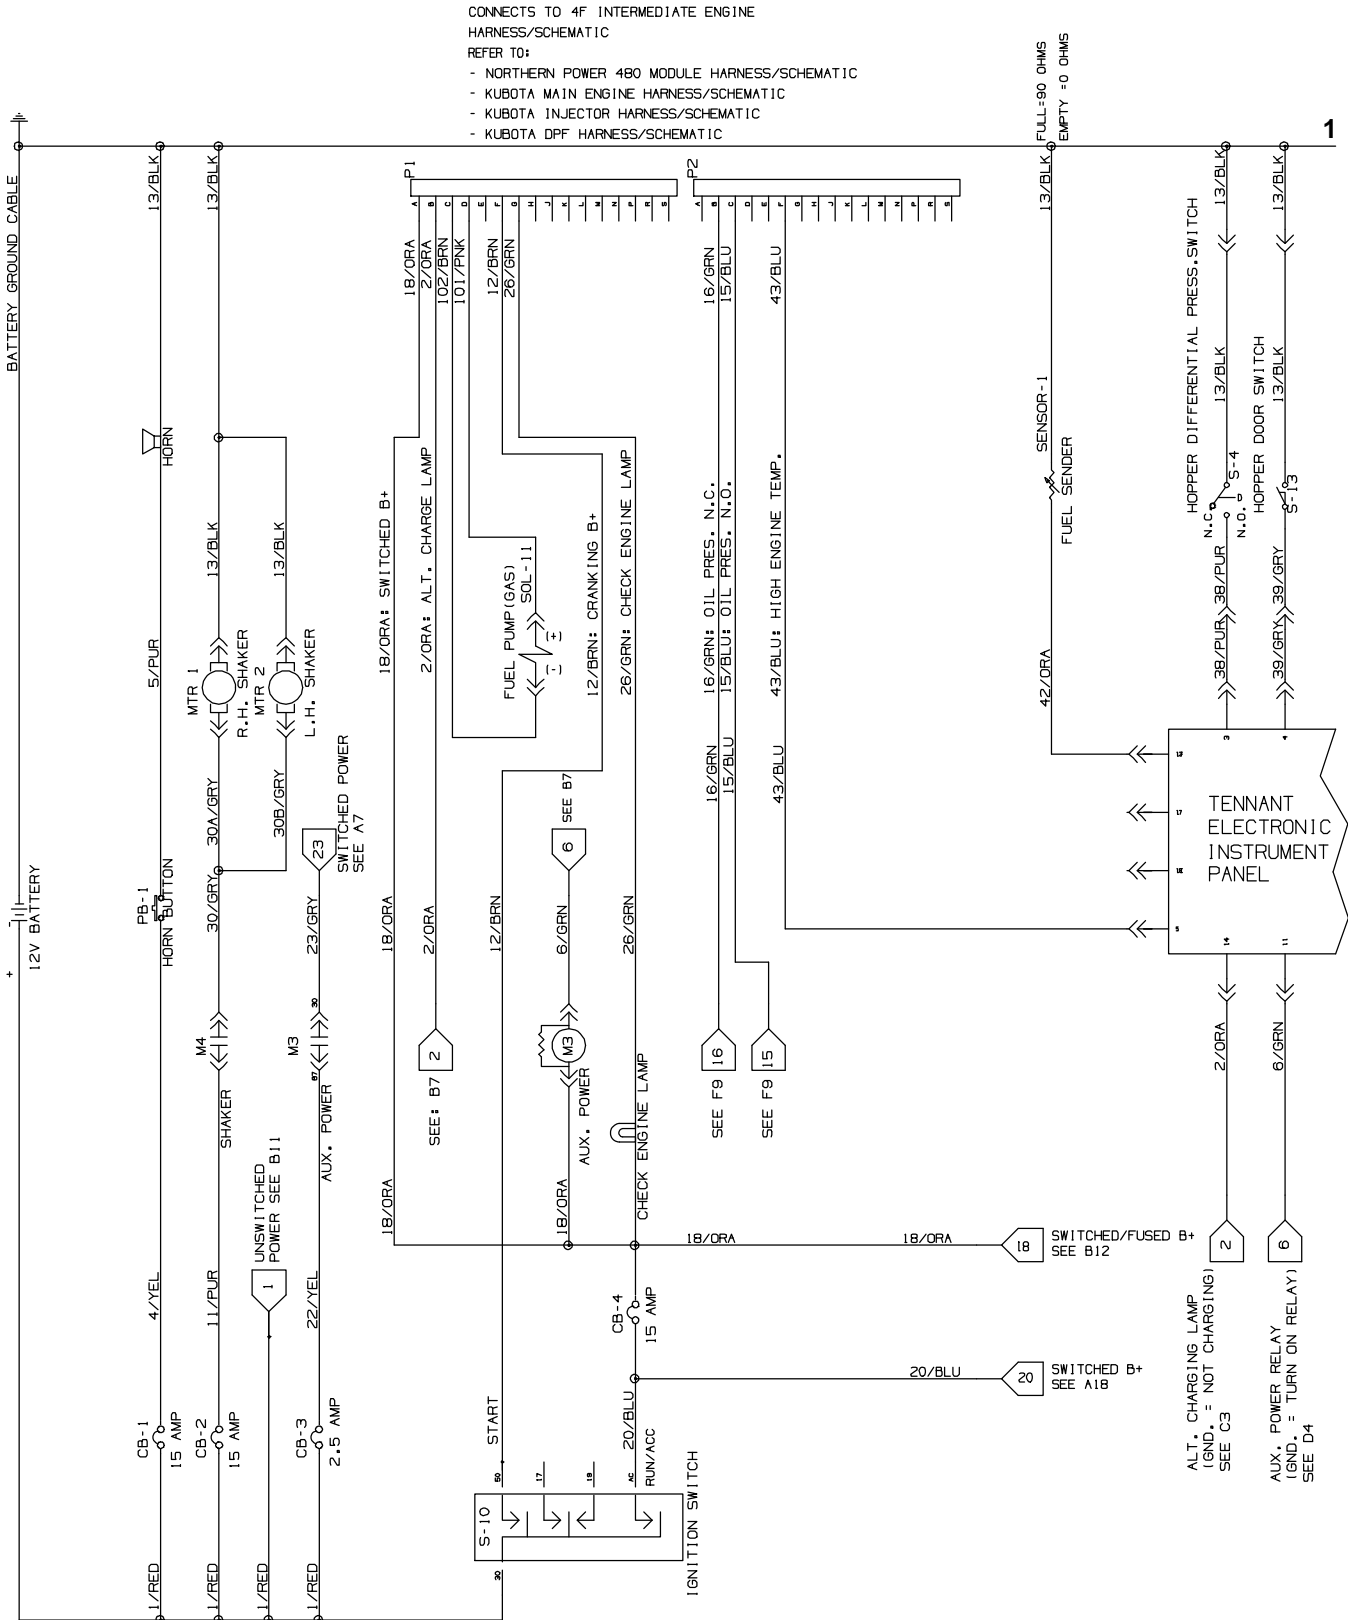 CONNECTS TO 4F INTERMEDIATE ENGINE
HARNESS/SCHEMATIC
REFER TO:
- NORTHERN POWER 480 MODULE HARNESS/SCHEMATIC
- KUBOTA MAIN ENGINE HARNESS/SCHEMATIC
- KUBOTA INJECTOR HARNESS/SCHEMATIC
- KUBOTA DPF HARNESS/SCHEMATIC
FULL=90 OHMS
EMPTY =0 OHMS
1
BATTERY GROUND CABLE
12V BATTERY
+
-
13/BLK
HORN
5/PUR
PB-1
HORN BUTTON
4/YEL
CB-1
15 AMP
1/RED
13/BLK
13/BLK
13/BLK
MTR 1
R.H. SHAKER
MTR 2
L.H. SHAKER
30A/GRY
30B/GRY
30/GRY
M4
SHAKER
11/PUR
CB-2
15 AMP
1/RED
UNSWITCHED
POWER SEE B11
1
1/RED
SWITCHED POWER
SEE A7
23
23/GRY
30
M3
87
AUX. POWER
22/YEL
CB-3
2.5 AMP
1/RED
P1
A
B
C
D
E
F
G
H
J
K
L
M
N
P
R
S
18/ORA
2/ORA
102/BRN
101/PNK
12/BRN
26/GRN
18/ORA: SWITCHED B+
2/ORA: ALT. CHARGE LAMP
FUEL PUMP(GAS)
SOL-11
(+)
(-)
12/BRN: CRANKING B+
26/GRN: CHECK ENGINE LAMP
18/ORA
2/ORA
12/BRN
6/GRN
26/GRN
6
SEE B7
2
SEE: B7
M3
AUX. POWER
CHECK ENGINE LAMP
18/ORA
18/ORA
18/ORA
18/ORA
18
SWITCHED/FUSED B+
SEE B12
CB-4
15 AMP
20/BLU
20
SWITCHED B+
SEE A18
START
20/BLU
RUN/ACC
50
17
19
AC
S-10
30
IGNITION SWITCH
P2
A
B
C
D
E
F
G
H
J
K
L
M
N
P
R
S
16/GRN
15/BLU
43/BLU
16/GRN: OIL PRES. N.C.
15/BLU: OIL PRES. N.O.
43/BLU: HIGH ENGINE TEMP.
16/GRN
15/BLU
43/BLU
SEE F9
16
SEE F9
15
13/BLK
SENSOR-1
FUEL SENDER
42/ORA
13/BLK
13/BLK
HOPPER DIFFERENTIAL PRESS.SWITCH
13/BLK
HOPPER DOOR SWITCH
13/BLK
S-4
N.C.
N.O.
S-13
38/PUR
38/PUR
39/GRY
39/GRY
3
4
17
5
14
11
TENNANT
ELECTRONIC
INSTRUMENT
PANEL
2/ORA
6/GRN
2
6
ALT. CHARGING LAMP
(GND. = NOT CHARGING)
SEE C3
AUX. POWER RELAY
(GND. = TURN ON RELAY)
SEE D4